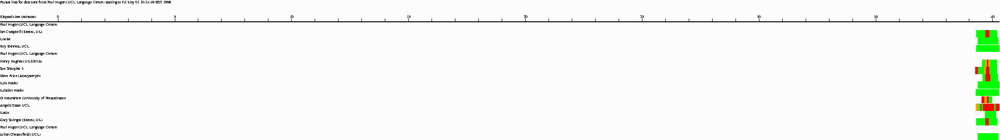 Packet loss for data sent from Paul Hogan (UCL Language Centre) starting at Fri May 01 10:14:49 BST 1998
Elapsed time (minutes) 0 5 10 15 20 25 30 35 40
Paul Hogan (UCL Language Centre)
Ian Campbell (Exeter, UK)
Louise
Roy Bennett, UCL
Paul Hogan (UCL Language Centre)
Henry Hughes (UKERNA)
Sue Sharples 3
Dave Price (Aberystwyth)
Kris Hasler
Kristian Hasler
D Hearnshaw (University of Westminster)
Angela Sasse UCL
Kasia
Gary Stringer (Exeter, UK)
Paul Hogan (UCL Language Centre)
Julian Chesterfield (UCL)